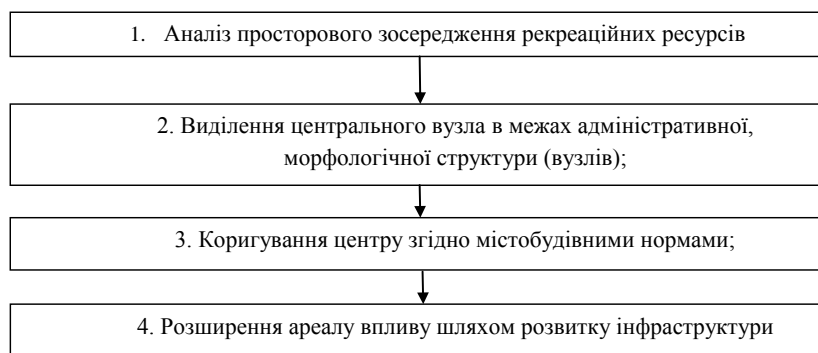 1. Аналіз просторового зосередження рекреаційних ресурсів
2. Виділення центрального вузла в межах адміністративної,
морфологічної структури (вузлів);
3. Коригування центру згідно містобудівними нормами;
4. Розширення ареалу впливу шляхом розвитку інфраструктури